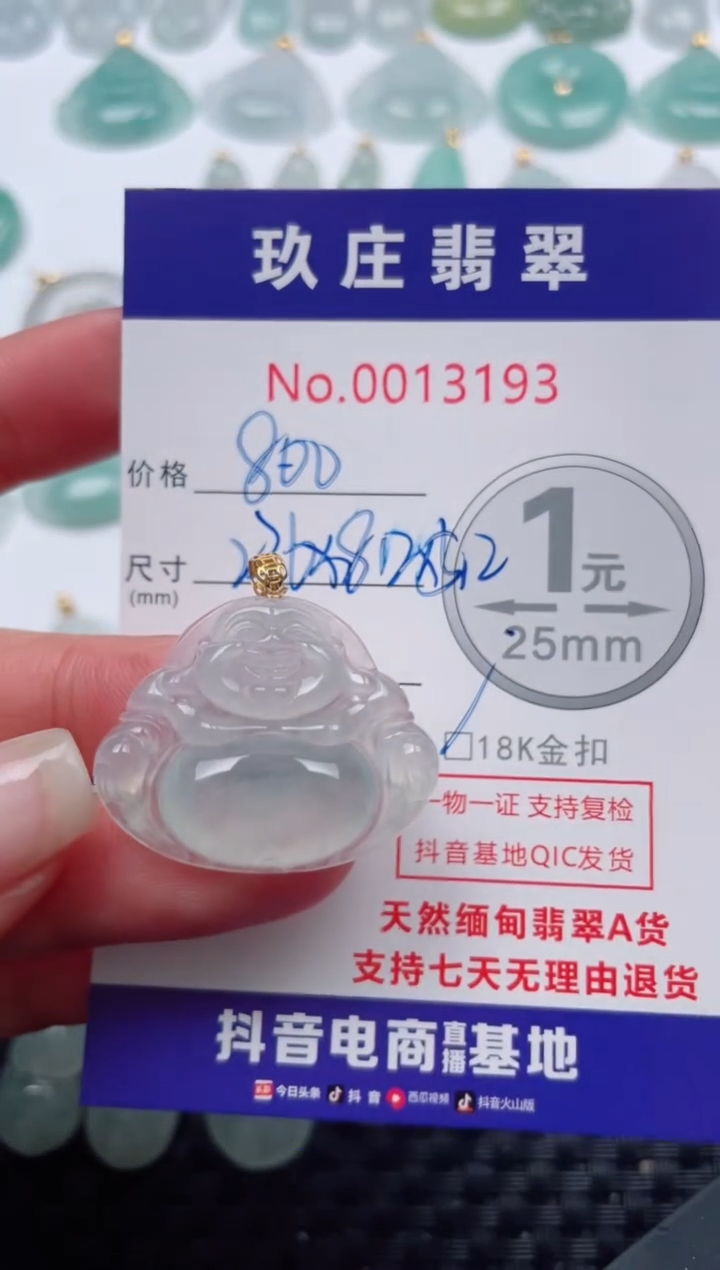 玖庄翡翠
No.0013193
价格 800
尺寸
(mm)
1元
25mm
□18K金扣
一物一证 支持复检
抖音基地QIC发货
天然缅甸翡翠A货
支持七天无理由退货
抖音电商直播基地
头条 今日头条 抖音 西瓜视频 抖音火山版